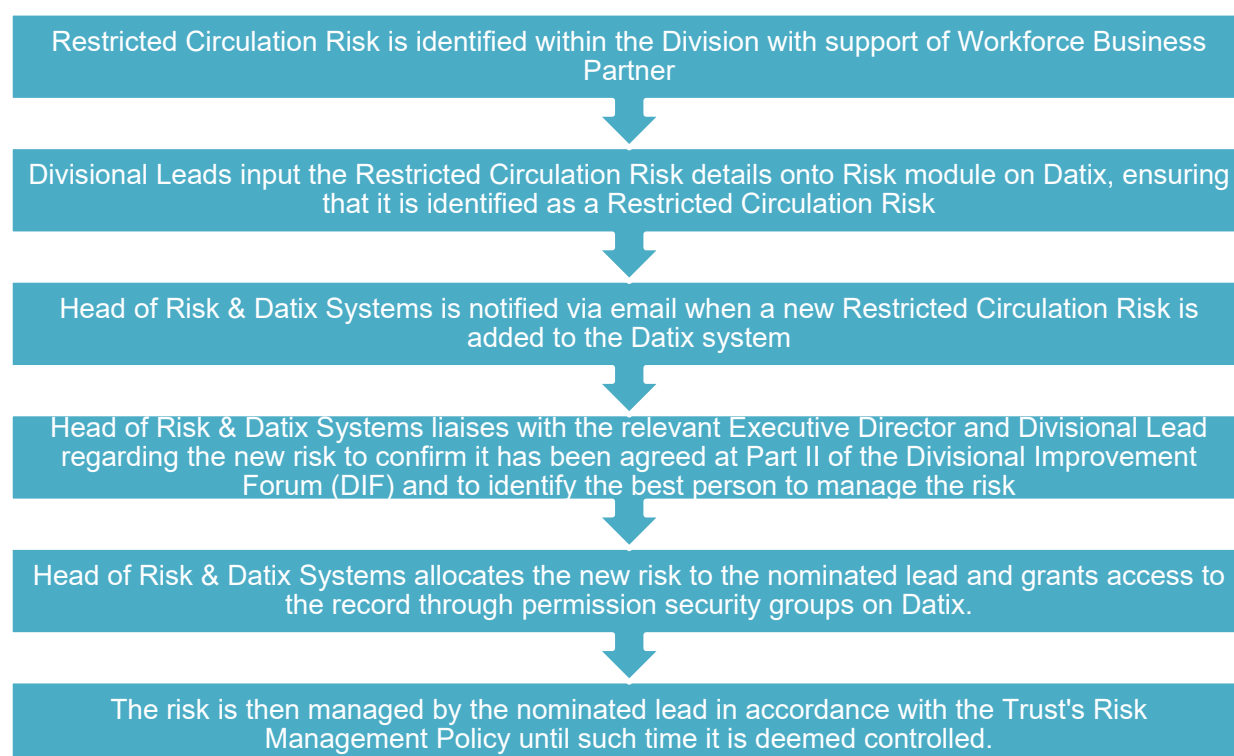 Restricted Circulation Risk is identified within the Division with support of Workforce Business
Partner
Divisional Leads input the Restricted Circulation Risk details onto Risk module on Datix, ensuring
that it is identified as a Restricted Circulation Risk
Head of Risk & Datix Systems is notified via email when a new Restricted Circulation Risk is
added to the Datix system
Head of Risk & Datix Systems liaises with the relevant Executive Director and Divisional Lead
regarding the new risk to confirm it has been agreed at Part II of the Divisional Improvement
Forum (DIF) and to identify the best person to manage the risk
Head of Risk & Datix Systems allocates the new risk to the nominated lead and grants access to
the record through permission security groups on Datix.
The risk is then managed by the nominated lead in accordance with the Trust's Risk
Management Policy until such time it is deemed controlled.